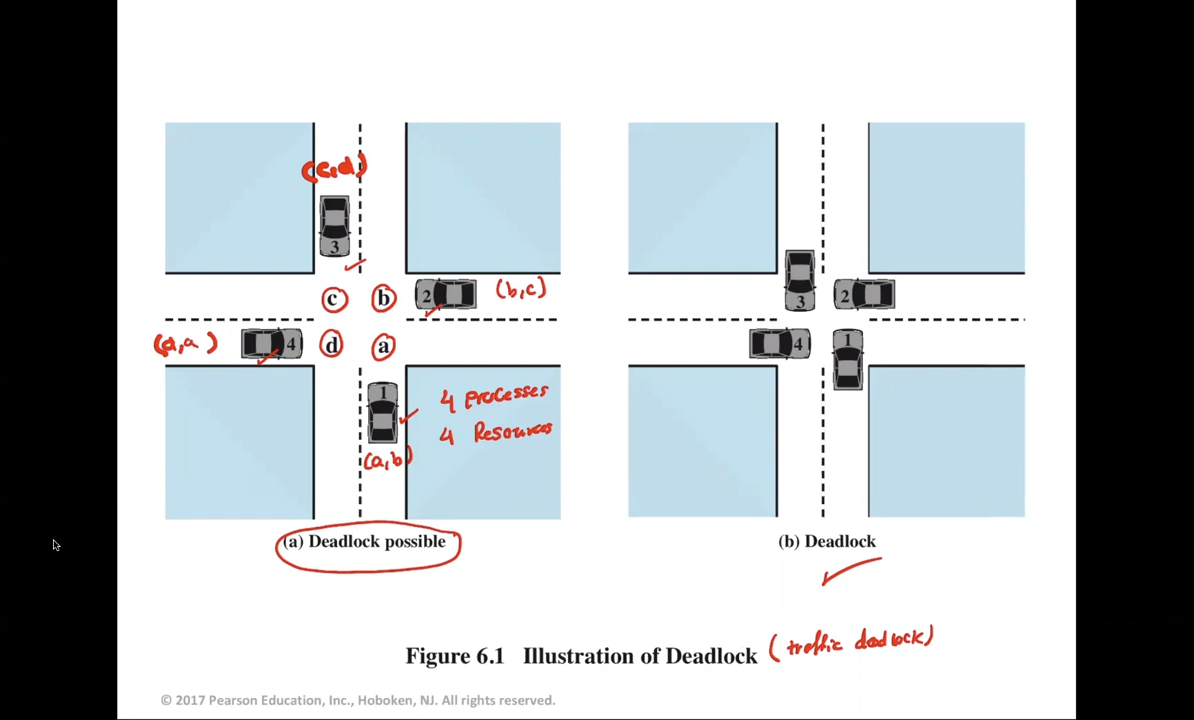 (c,d)
3
c b 2 (b,c)
(d,a) 4 d a
1
4 Processes
4 Resources
(a,b)
(a) Deadlock possible
3 2
4 1
(b) Deadlock
Figure 6.1 Illustration of Deadlock (traffic deadlock)
© 2017 Pearson Education, Inc., Hoboken, NJ. All rights reserved.